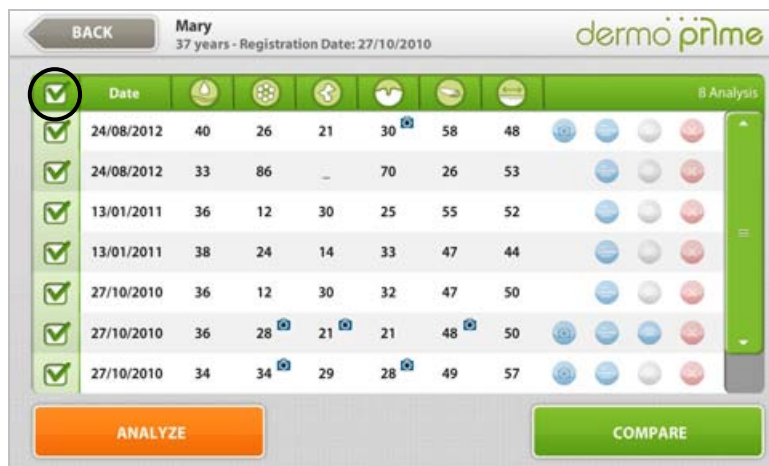 BACK
Mary
37 years - Registration Date: 27/10/2010
dermoprime
Date 8 Analysis
24/08/2012 40 26 21 30 58 48
24/08/2012 33 86 _ 70 26 53
13/01/2011 36 12 30 25 55 52
13/01/2011 38 24 14 33 47 44
27/10/2010 36 12 30 32 47 50
27/10/2010 36 28 21 21 48 50
27/10/2010 34 34 29 28 49 57
ANALYZE COMPARE